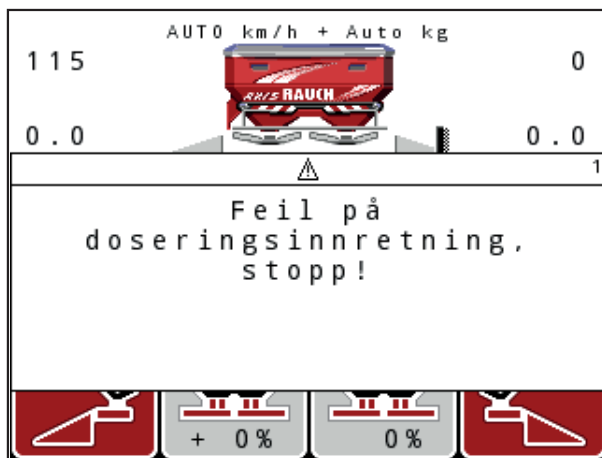 AUTO km/h + Auto kg
115
0
AXIS RAUCH
0.0
0.0
1
Feil på
doseringsinnretning,
stopp!
+ 0%
0%